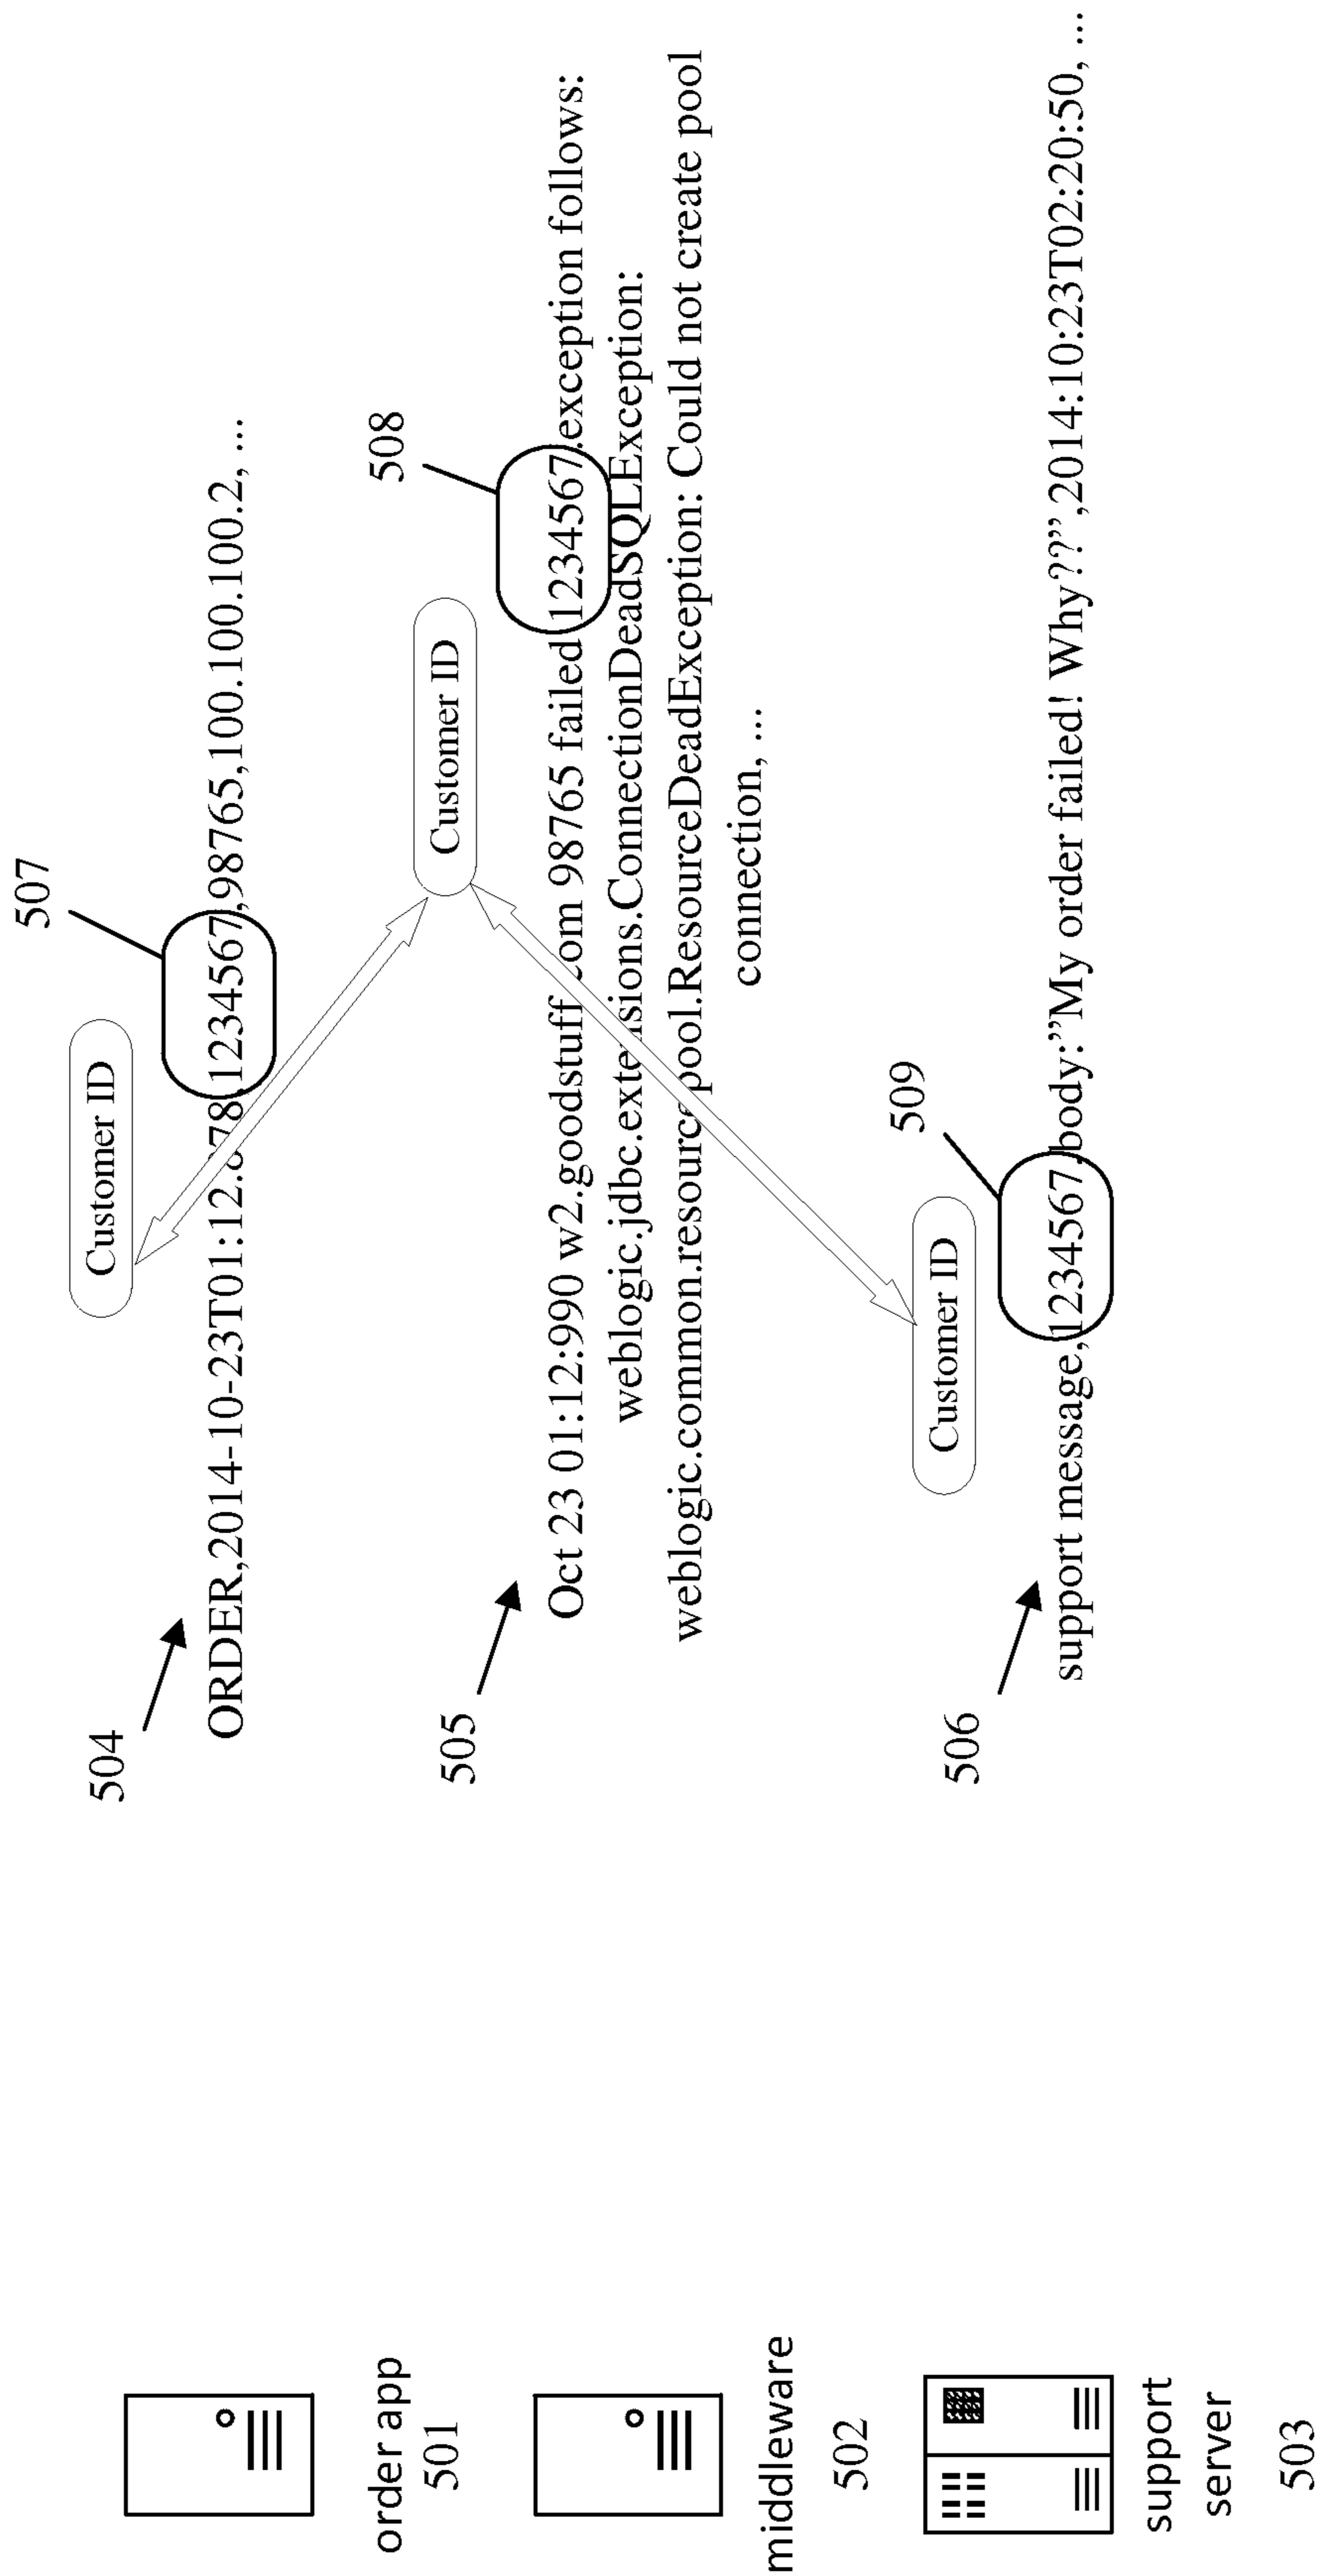 order app
501
504
ORDER,2014-10-23T01:12.878,1234567,98765,100.100.100.2, ...
Customer ID
507
middleware
502
505
Oct 23 01:12:990 w2.goodstuff.com 98765 failed 1234567.exception follows:
weblogic.jdbc.extensions.ConnectionDeadSQLException:
weblogic.common.resourcepool.ResourceDeadException: Could not create pool
connection, ...
Customer ID
508
support
server
503
506
support message,1234567,body:”My order failed! Why??”,2014:10:23T02:20:50, ...
Customer ID
509